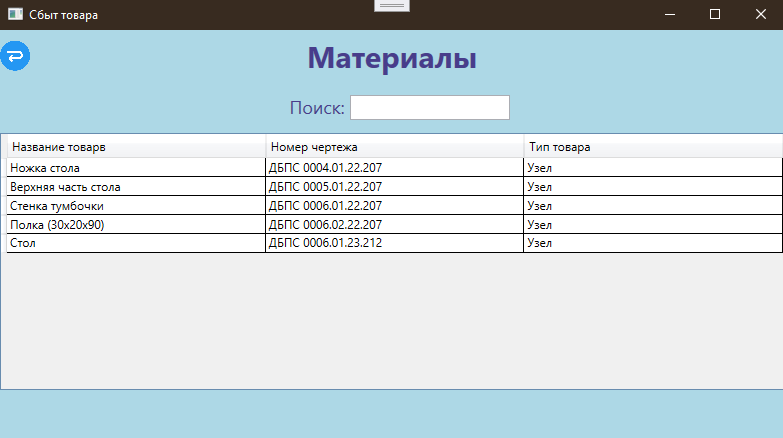 Сбыт товара
Материалы
Поиск:
Название товарв Номер чертежа Тип товара
Ножка стола ДБПС 0004.01.22.207 Узел
Верхняя часть стола ДБПС 0005.01.22.207 Узел
Стенка тумбочки ДБПС 0006.01.22.207 Узел
Полка (30x20x90) ДБПС 0006.02.22.207 Узел
Стол ДБПС 0006.01.23.212 Узел